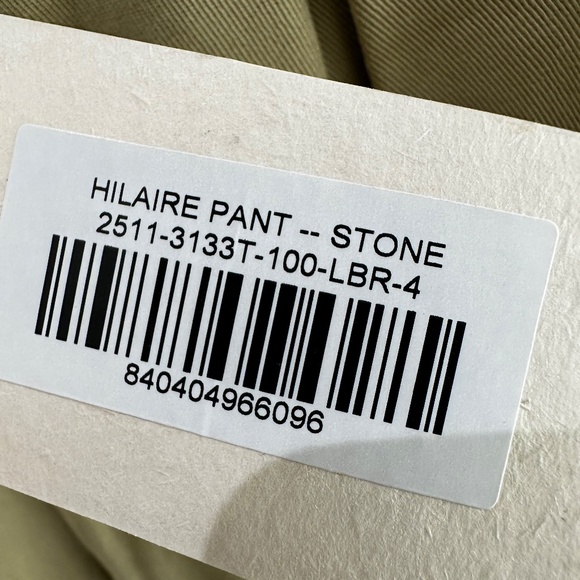 HILAIRE PANT -- STONE
2511-3133T-100-LBR-4
840404966096